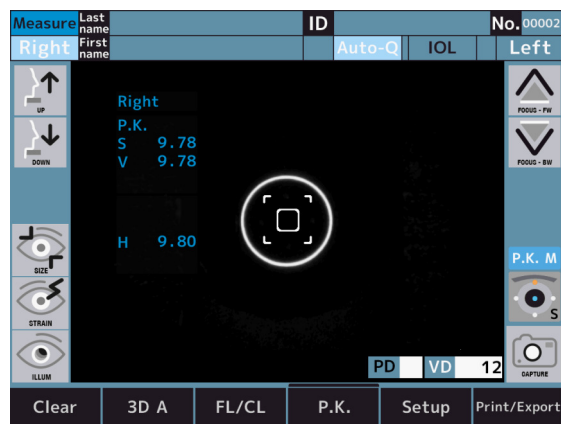 Measure Last name ID No. 00002
Right First name Auto-Q IOL Left
UP
FOCUS - FW
DOWN
FOCUS - BW
Right
P.K.
S 9.78
V 9.78
H 9.80
SIZE
P.K. M
STRAIN
S
ILLUM
CAPTURE
PD VD 12
Clear 3D A FL/CL P.K. Setup Print/Export